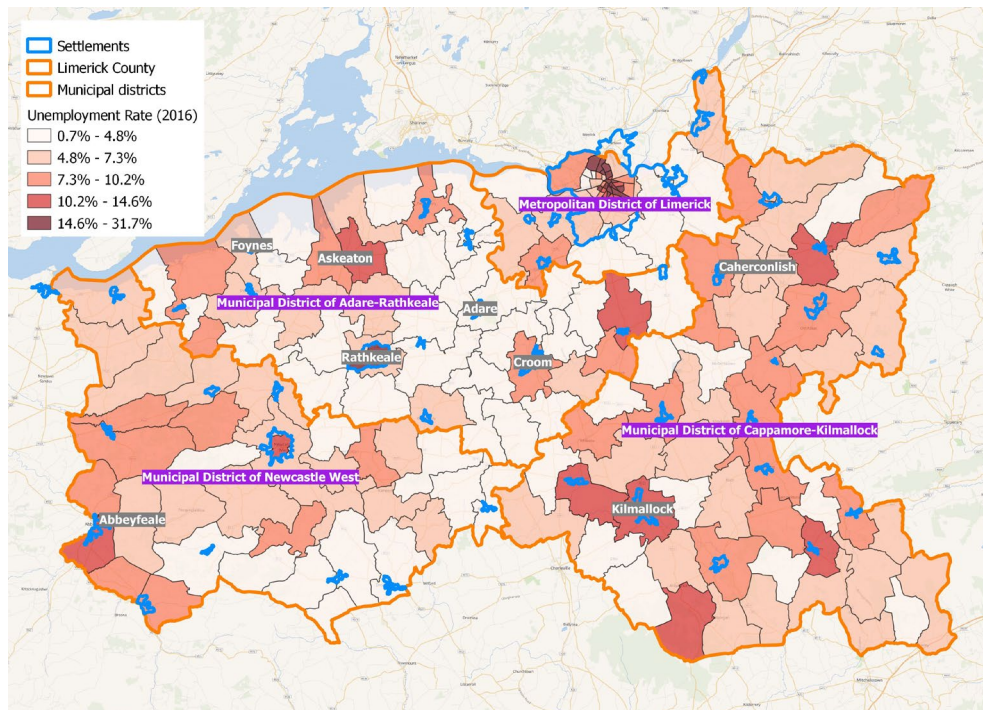 Settlements
Limerick County
Municipal districts
Unemployment Rate (2016)
0.7% - 4.8%
4.8% - 7.3%
7.3% - 10.2%
10.2% - 14.6%
14.6% - 31.7%
Metropolitan District of Limerick
Foynes
Askeaton
Caherconlish
Municipal District of Adare-Rathkeale
Adare
Rathkeale
Croom
Municipal District of Cappamore-Kilmallock
Municipal District of Newcastle West
Kilmallock
Abbeyfeale